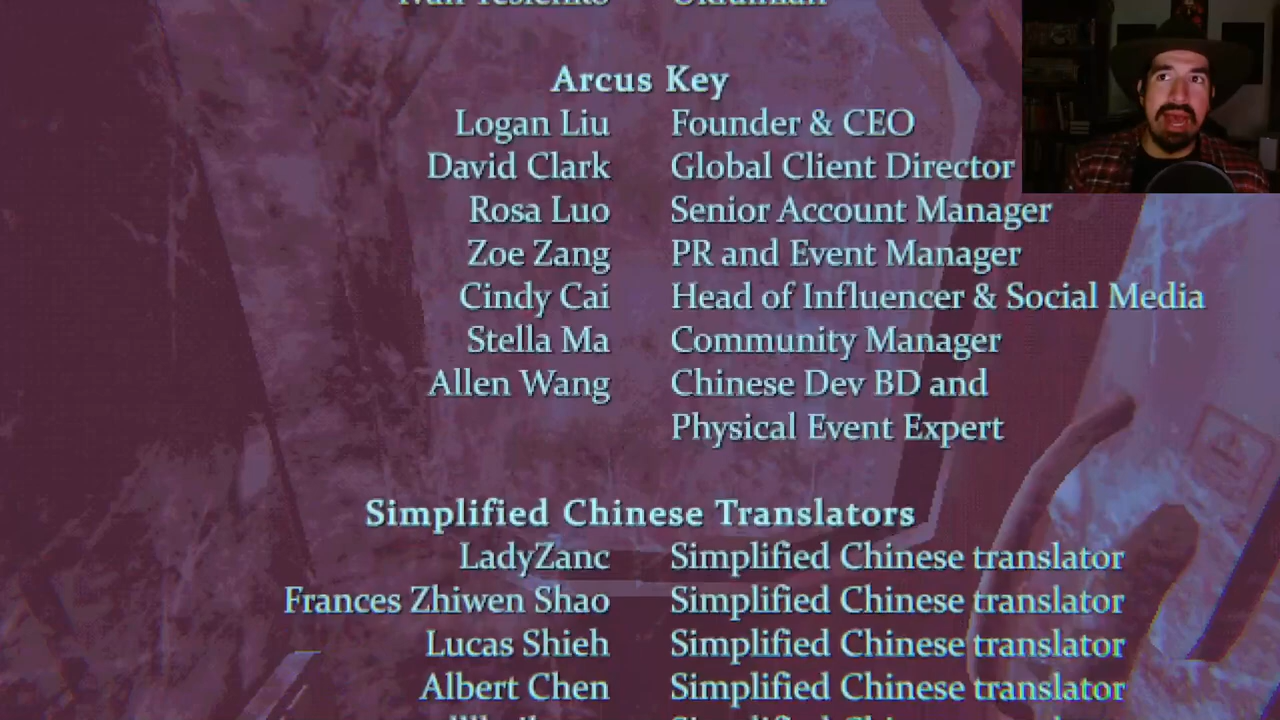 Arcus Key
Logan Liu Founder & CEO
David Clark Global Client Director
Rosa Luo Senior Account Manager
Zoe Zang PR and Event Manager
Cindy Cai Head of Influencer & Social Media
Stella Ma Community Manager
Allen Wang Chinese Dev BD and
Physical Event Expert
Simplified Chinese Translators
LadyZanc Simplified Chinese translator
Frances Zhiwen Shao Simplified Chinese translator
Lucas Shieh Simplified Chinese translator
Albert Chen Simplified Chinese translator